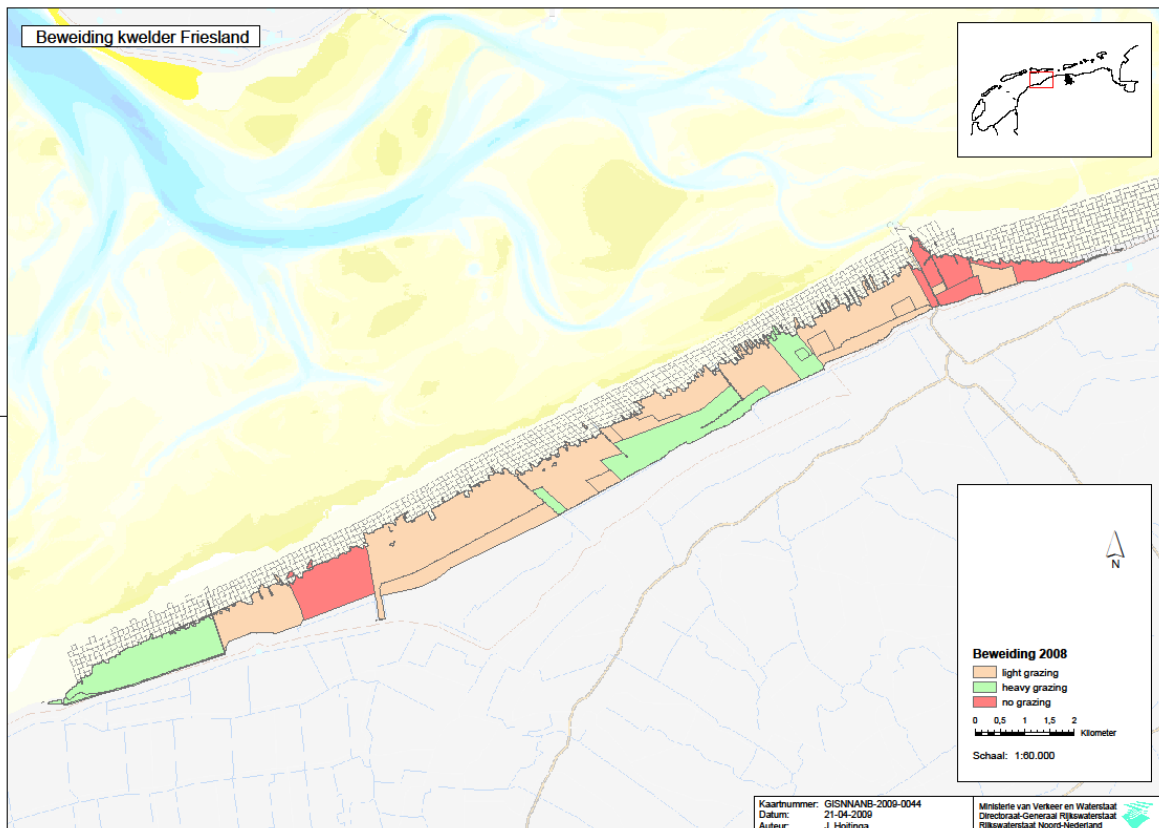 Beweiding kwelder Friesland
N
Beweiding 2008
light grazing
heavy grazing
no grazing
0 0,5 1 1,5 2
Kilometer
Schaal: 1:60.000
Kaartnummer: GISNNANB-2009-0044
Datum: 21-04-2009
Auteur: J. Hoitinga
Ministerie van Verkeer en Waterstaat
Directoraat-Generaal Rijkswaterstaat
Rijkswaterstaat Noord-Nederland